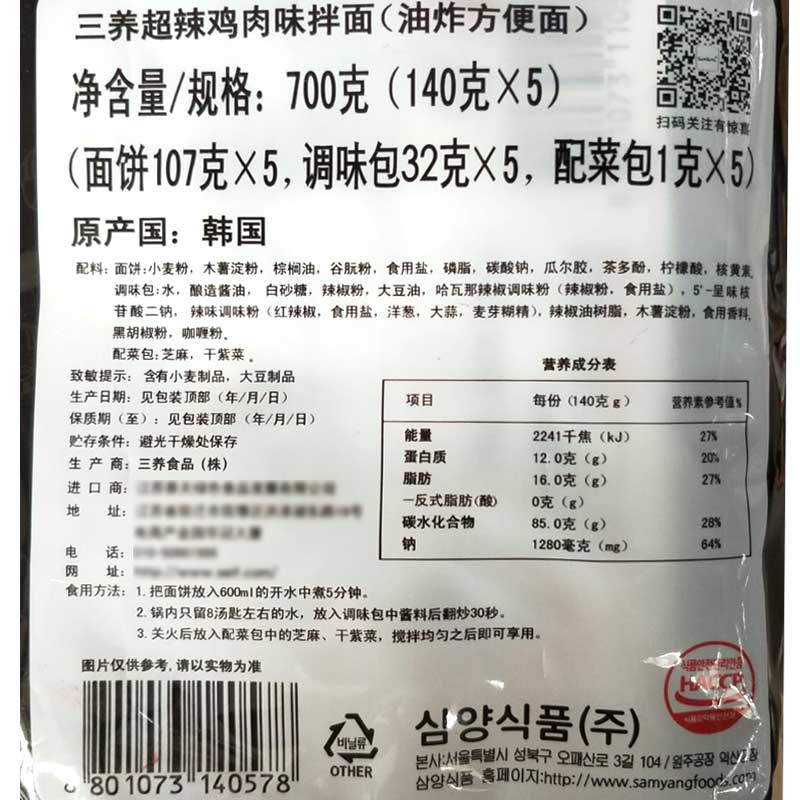 三养超辣鸡肉味拌面（油炸方便面）
净含量/规格：700克（140克×5）
扫码关注有惊喜
（面饼107克×5，调味包32克×5，配菜包1克×5）
原产国：韩国
配料：面饼:小麦粉，木薯淀粉，棕榈油，谷朊粉，食用盐，磷脂，碳酸钠，瓜尔胶，茶多酚，柠檬酸，核黄素。
调味包:水，酿造酱油，白砂糖，辣椒粉，大豆油，哈瓦那辣椒调味粉（辣椒粉，食用盐），5'-呈味核
苷酸二钠，辣味调味粉（红辣椒，食用盐，洋葱，大蒜，麦芽糊精），辣椒油树脂，木薯淀粉，食用香料，
黑胡椒粉，咖喱粉。
配菜包:芝麻，干紫菜。
致敏提示：含有小麦制品，大豆制品
生产日期：见包装顶部（年/月/日）
保质期（至）：见包装顶部（年/月/日）
贮存条件：避光干燥处保存
生 产 商：三养食品（株）
进 口 商：
地 址：
电 话：
网 址：
营养成分表
项目 每份（140克g） 营养素参考值%
能量 2241千焦（kJ） 27%
蛋白质 12.0克（g） 20%
脂肪 16.0克（g） 27%
—反式脂肪(酸) 0克（g）
碳水化合物 85.0克（g） 28%
钠 1280毫克（mg） 64%
食用方法：1.把面饼放入600ml的开水中煮5分钟。
2.锅内只留8汤匙左右的水，放入调味包中酱料后翻炒30秒。
3.关火后放入配菜包中的芝麻、干紫菜，搅拌均匀之后即可享用。
图片仅供参考,请以实物为准
8 801073 140578
비닐류
OTHER
HACCP
삼양식품(주)
본사:서울특별시 성북구 오패산로 3길 104/원주공장 익산공장
삼양식품 홈페이지:http://www.samyangfoods.com